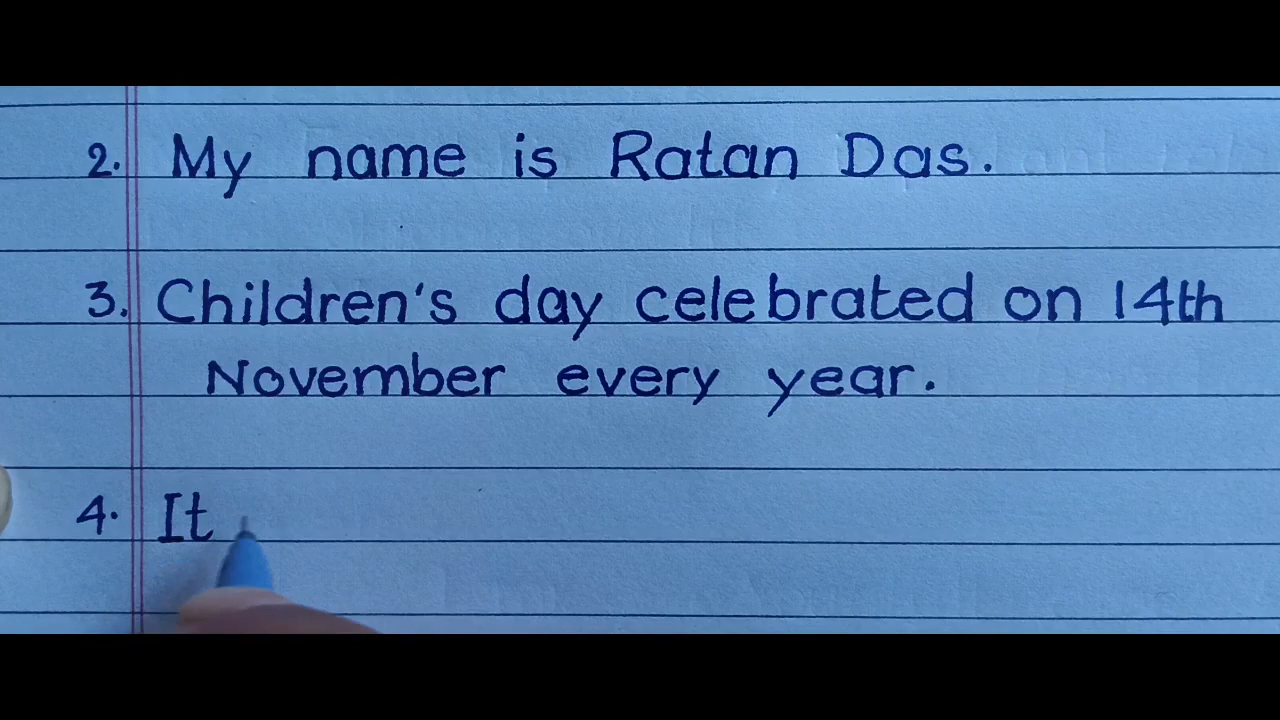 2. My name is Ratan Das.
3. Children's day celebrated on 14th
November every year.
4. It